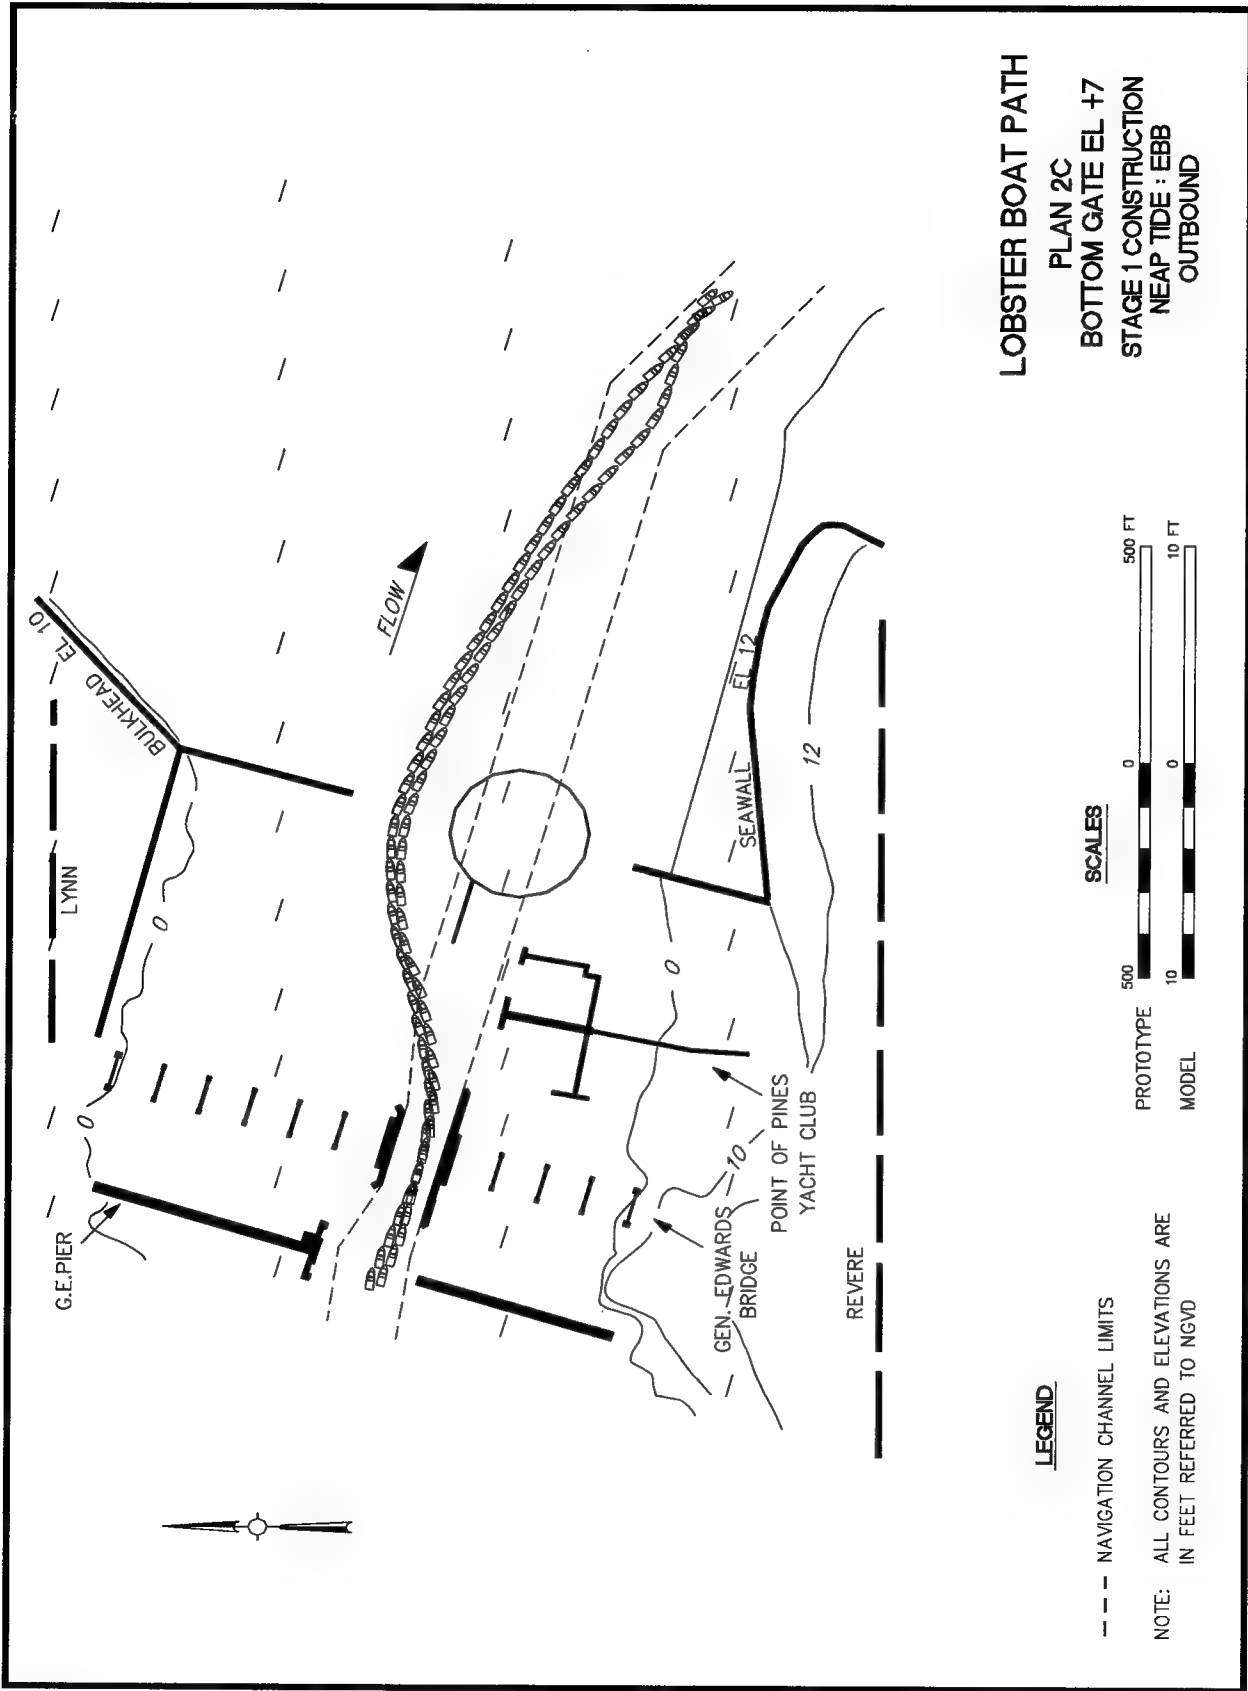 G.E.PIER
LYNN
BULKHEAD EL 10
0
0
FLOW
GEN. EDWARDS
BRIDGE
10
POINT OF PINES
YACHT CLUB
0
SEAWALL
EL 12
12
REVERE
LEGEND
--- NAVIGATION CHANNEL LIMITS
NOTE: ALL CONTOURS AND ELEVATIONS ARE
IN FEET REFERRED TO NGVD
SCALES
PROTOTYPE 500 0 500 FT
MODEL 10 0 10 FT
LOBSTER BOAT PATH
PLAN 2C
BOTTOM GATE EL +7
STAGE 1 CONSTRUCTION
NEAP TIDE : EBB
OUTBOUND